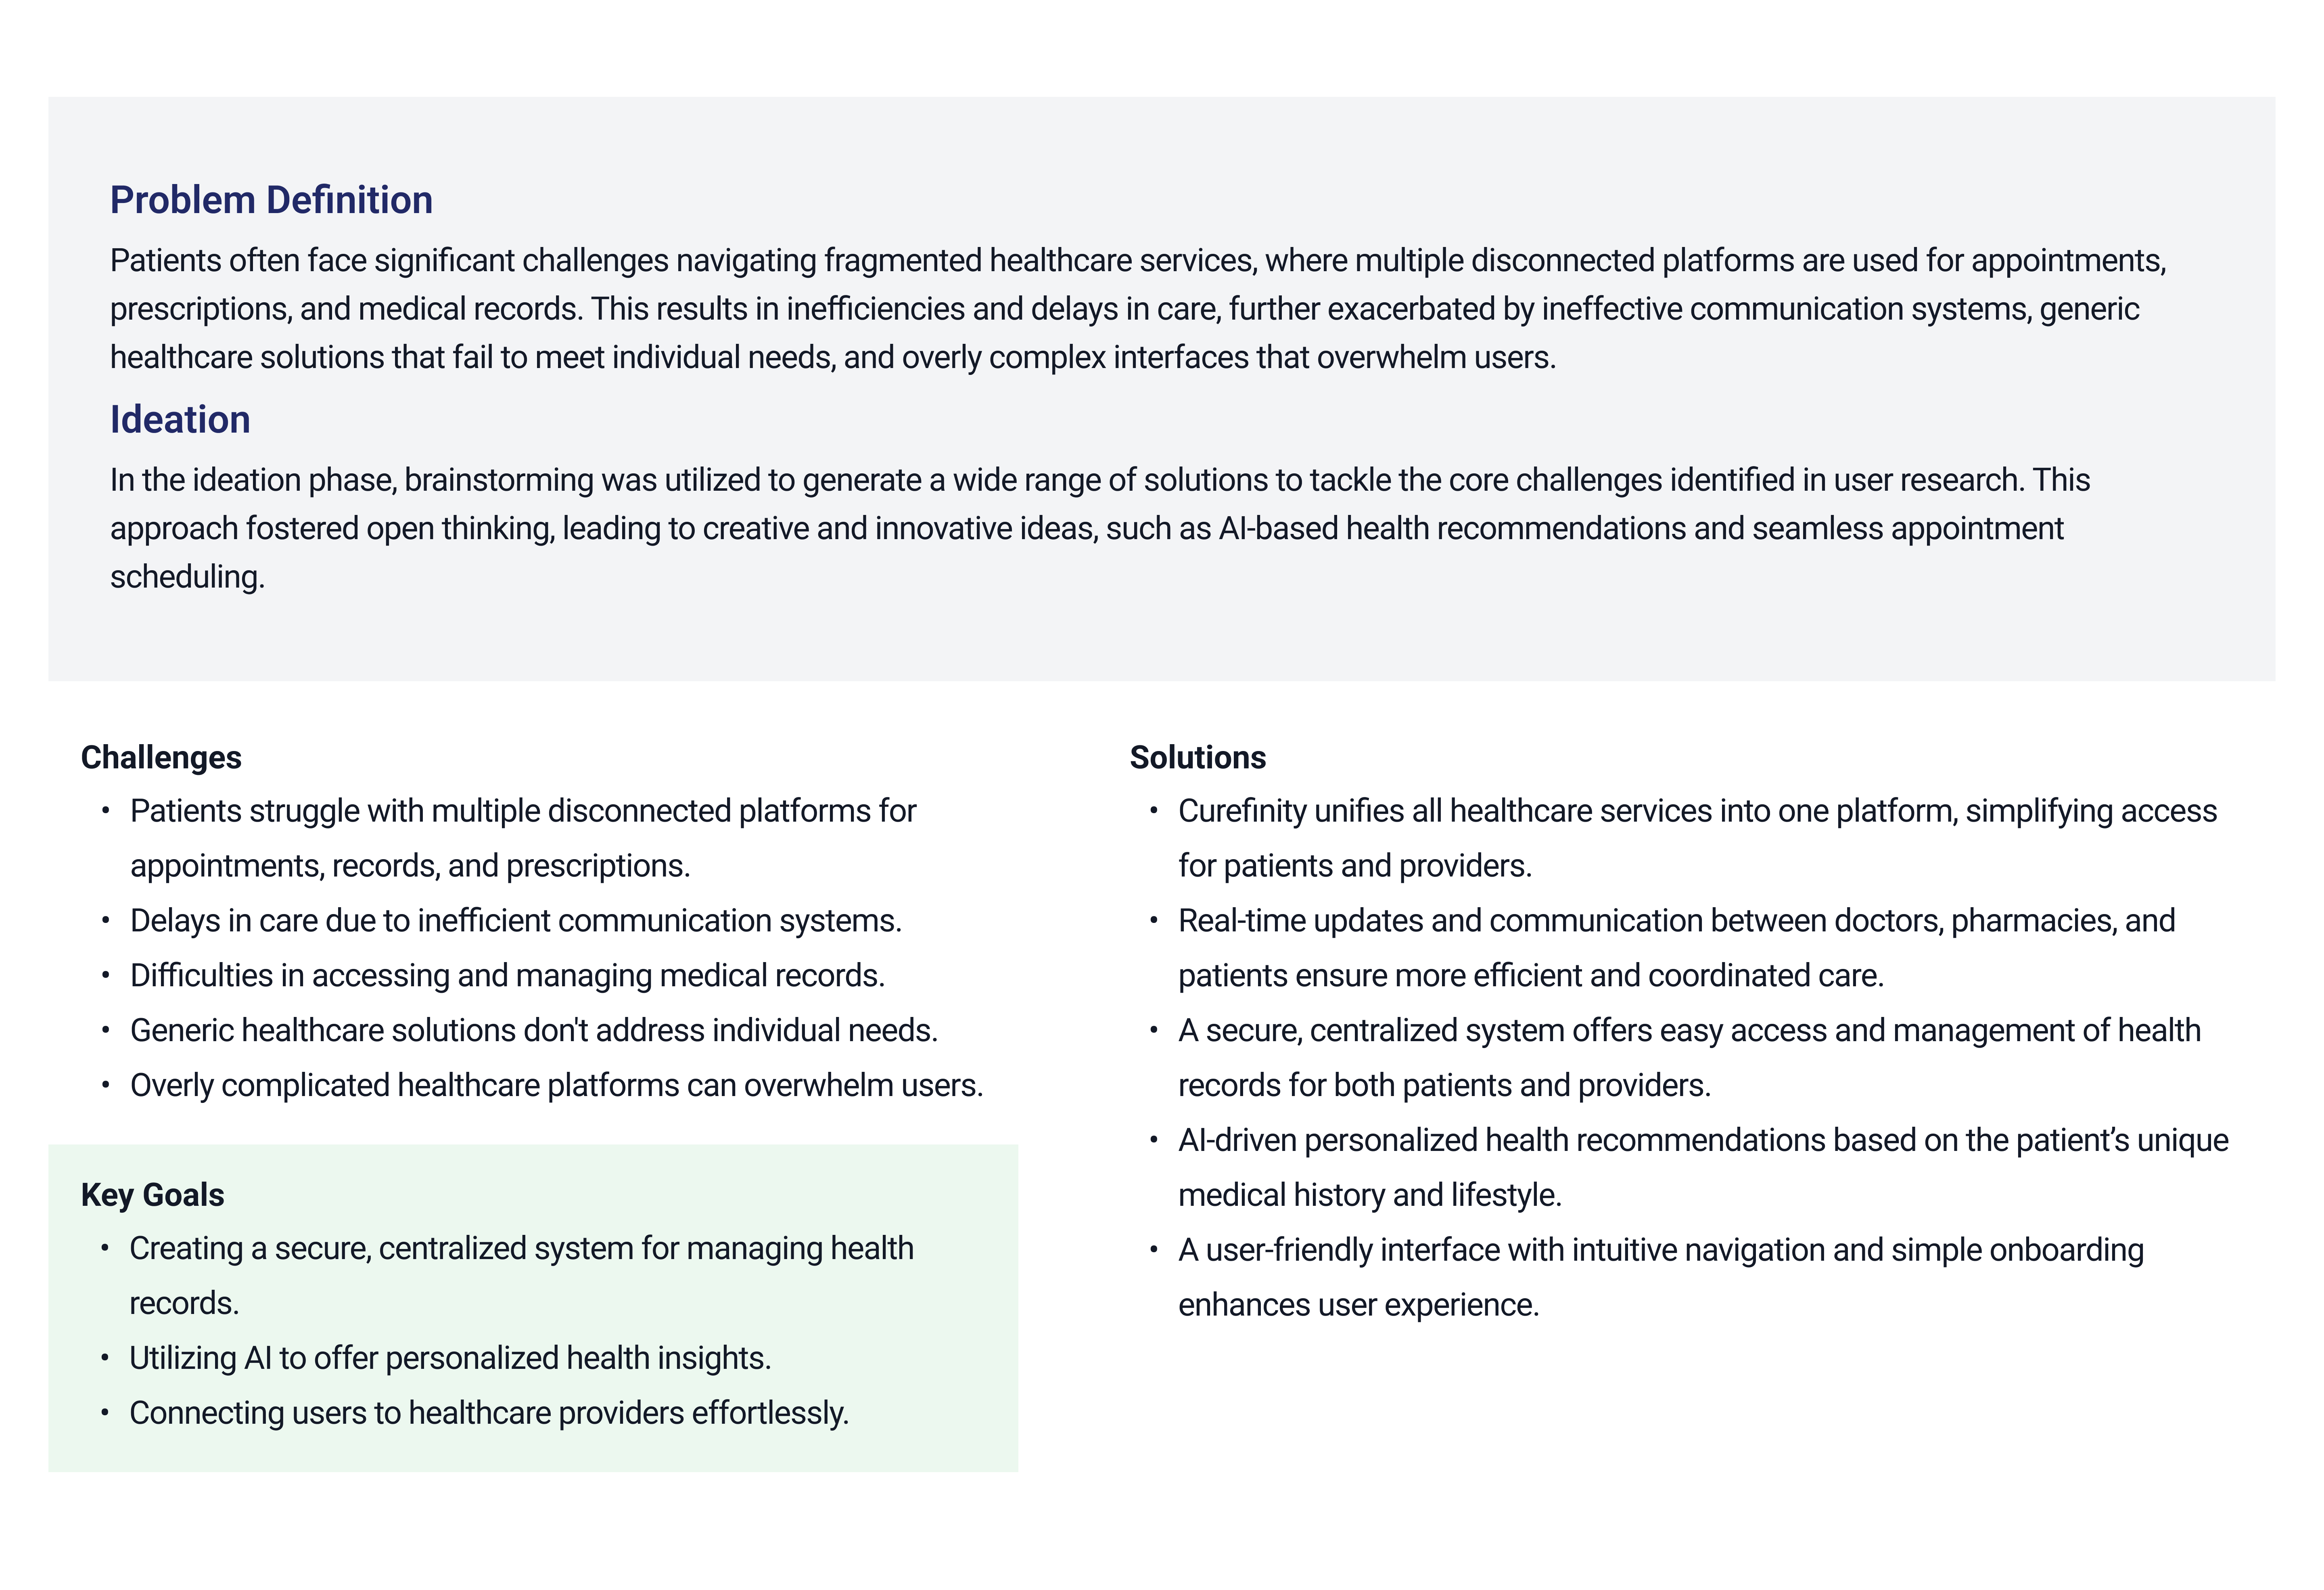 Problem Definition
Patients often face significant challenges navigating fragmented healthcare services, where multiple disconnected platforms are used for appointments,
prescriptions, and medical records. This results in inefficiencies and delays in care, further exacerbated by ineffective communication systems, generic
healthcare solutions that fail to meet individual needs, and overly complex interfaces that overwhelm users.
Ideation
In the ideation phase, brainstorming was utilized to generate a wide range of solutions to tackle the core challenges identified in user research. This
approach fostered open thinking, leading to creative and innovative ideas, such as AI-based health recommendations and seamless appointment
scheduling.
Challenges
• Patients struggle with multiple disconnected platforms for
appointments, records, and prescriptions.
• Delays in care due to inefficient communication systems.
• Difficulties in accessing and managing medical records.
• Generic healthcare solutions don't address individual needs.
• Overly complicated healthcare platforms can overwhelm users.
Key Goals
• Creating a secure, centralized system for managing health
records.
• Utilizing AI to offer personalized health insights.
• Connecting users to healthcare providers effortlessly.
Solutions
• Curefinity unifies all healthcare services into one platform, simplifying access
for patients and providers.
• Real-time updates and communication between doctors, pharmacies, and
patients ensure more efficient and coordinated care.
• A secure, centralized system offers easy access and management of health
records for both patients and providers.
• AI-driven personalized health recommendations based on the patient’s unique
medical history and lifestyle.
• A user-friendly interface with intuitive navigation and simple onboarding
enhances user experience.